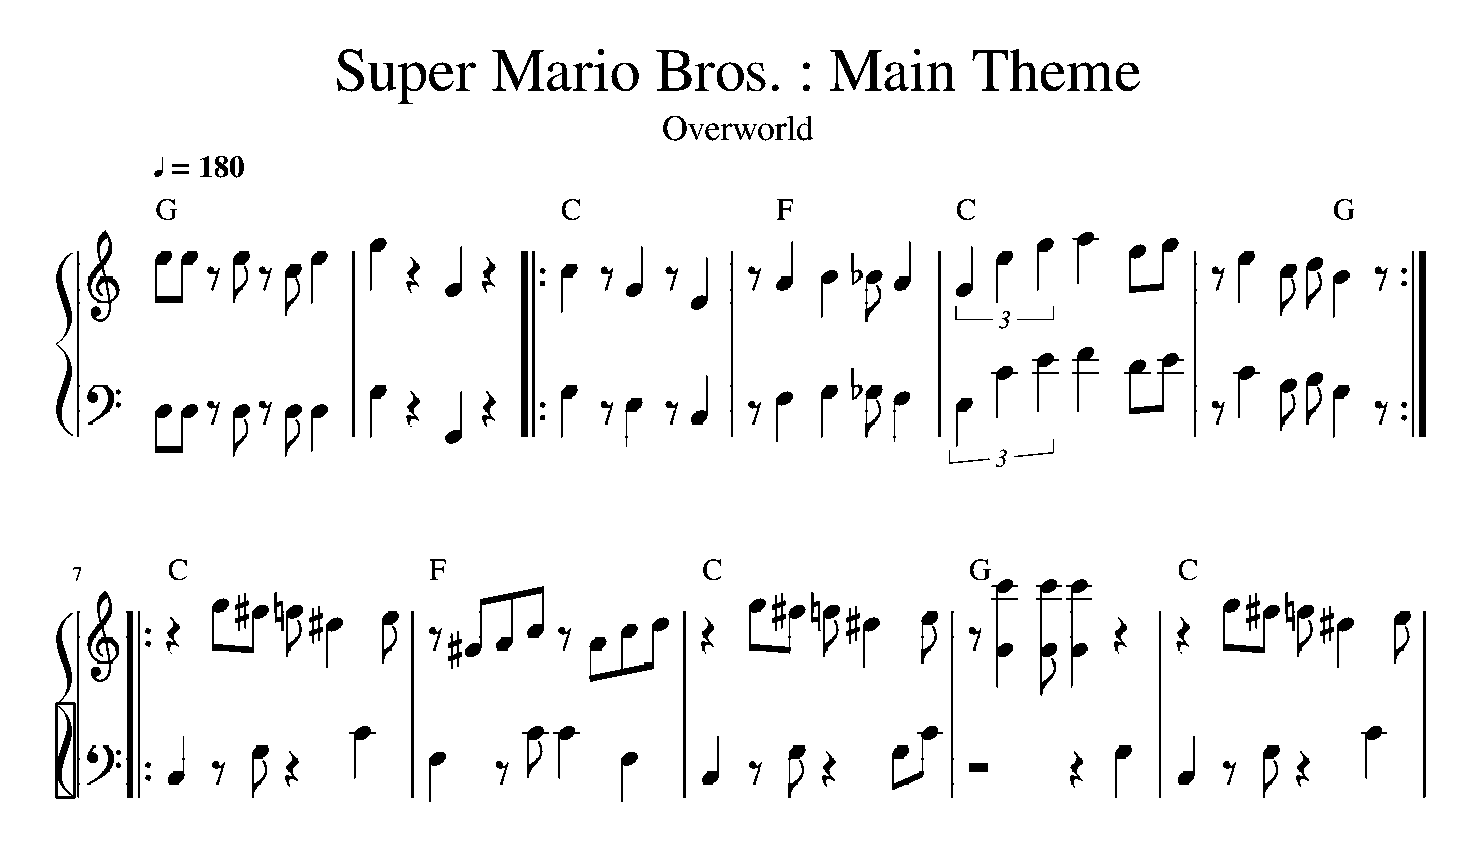 Super Mario Bros. : Main Theme
Overworld
♩ = 180
G C F C G
3
3
7 C F C G C